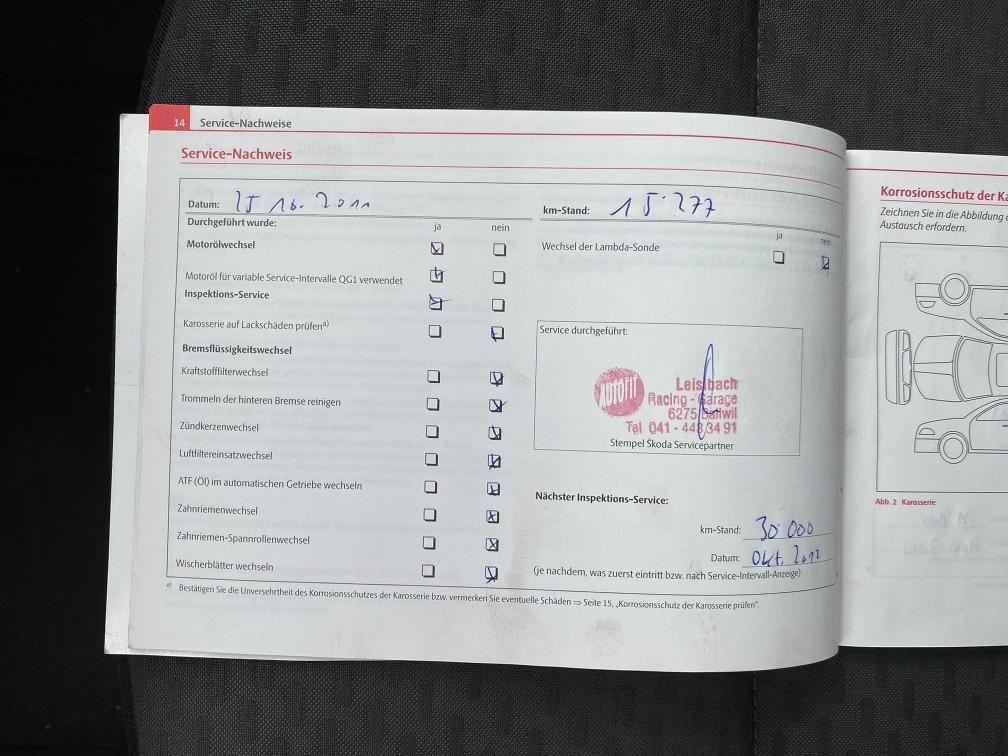 14 Service-Nachweise
Service-Nachweis
Datum: 25 10. 2011
km-Stand: 15.277
Durchgeführt wurde: ja nein
ja nein
Motorölwechsel
Wechsel der Lambda-Sonde
Motoröl für variable Service-Intervalle QG1 verwendet
Inspektions-Service
Karosserie auf Lackschäden prüfen a)
Bremsflüssigkeitswechsel
Kraftstofffilterwechsel
Trommeln der hinteren Bremse reinigen
Zündkerzenwechsel
Luftfiltereinsatzwechsel
ATF (Öl) im automatischen Getriebe wechseln
Zahnriemenwechsel
Zahnriemen-Spannrollenwechsel
Wischerblätter wechseln
Service durchgeführt:
AUTOFIT
Leisibach
Racing - Garage
6275 Ballwil
Tel 041 - 448 34 91
Stempel Skoda Servicepartner
Nächster Inspektions-Service:
km-Stand: 30 000
Datum: Okt. 2012
(je nachdem, was zuerst eintritt bzw. nach Service-Intervall-Anzeige)
a) Bestätigen Sie die Unversehrtheit des Korrosionsschutzes der Karosserie bzw. vermerken Sie eventuelle Schäden ⇒ Seite 15, „Korrosionsschutz der Karosserie prüfen“.
Korrosionsschutz der Ka
Zeichnen Sie in die Abbildung
Austausch erfordern.
Abb. 2 Karosserie